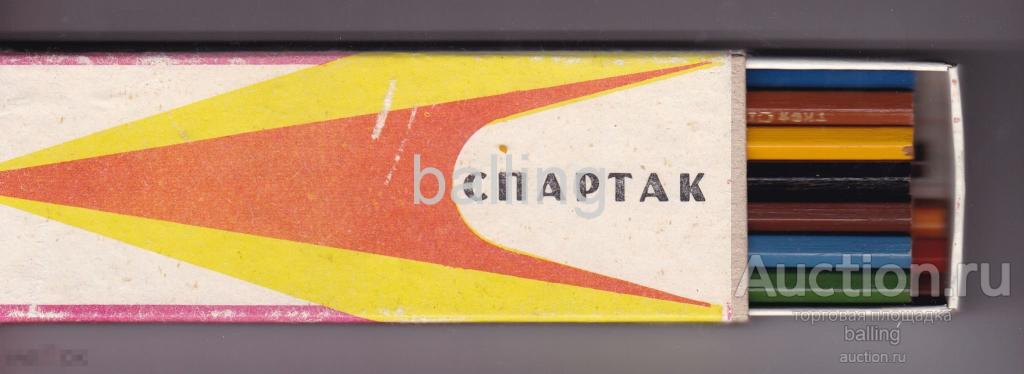 СПАРТАК
balling
Auction.ru
торговая площадка
balling
auction.ru